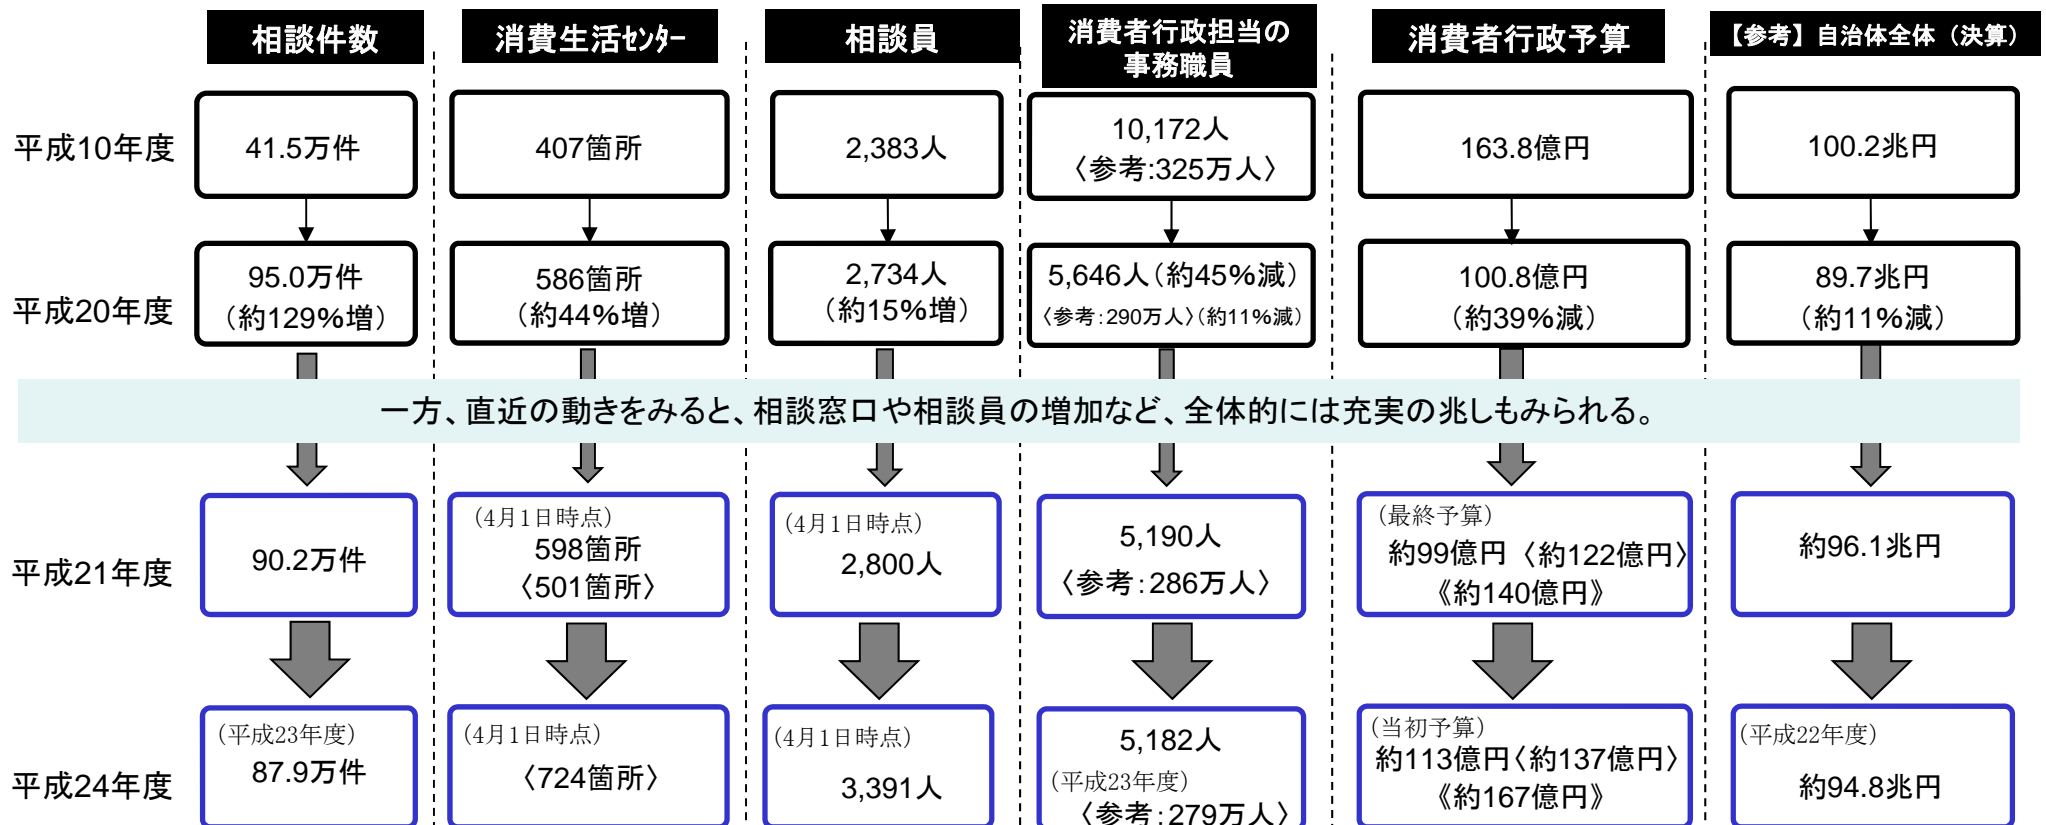 相談件数
消費生活センター
相談員
消費者行政担当の
事務職員
消費者行政予算
【参考】自治体全体（決算）
平成10年度
41.5万件
407箇所
2,383人
10,172人
〈参考:325万人〉
163.8億円
100.2兆円
平成20年度
95.0万件
（約129%増）
586箇所
（約44%増）
2,734人
（約15%増）
5,646人（約45%減）
〈参考：290万人〉（約11%減）
100.8億円
（約39%減）
89.7兆円
（約11%減）
一方、直近の動きをみると、相談窓口や相談員の増加など、全体的には充実の兆しもみられる。
平成21年度
90.2万件
(4月1日時点)
598箇所
〈501箇所〉
(4月1日時点)
2,800人
5,190人
〈参考：286万人〉
(最終予算)
約99億円 〈約122億円〉
《約140億円》
約96.1兆円
平成24年度
(平成23年度)
87.9万件
(4月1日時点)
〈724箇所〉
(4月1日時点)
3,391人
5,182人
(平成23年度)
〈参考：279万人〉
(当初予算)
約113億円〈約137億円〉
《約167億円》
(平成22年度)
約94.8兆円